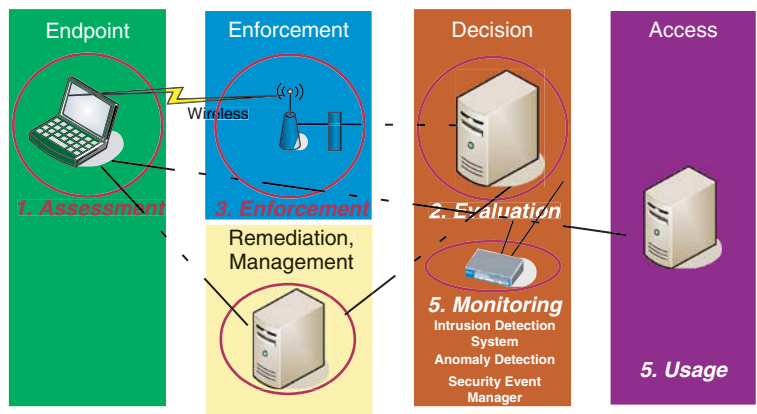 Endpoint
Enforcement
Decision
Access
Wireless
1. Assessment
3. Enforcement
2. Evaluation
Remediation,
Management
5. Monitoring
Intrusion Detection
System
Anomaly Detection
Security Event
Manager
5. Usage